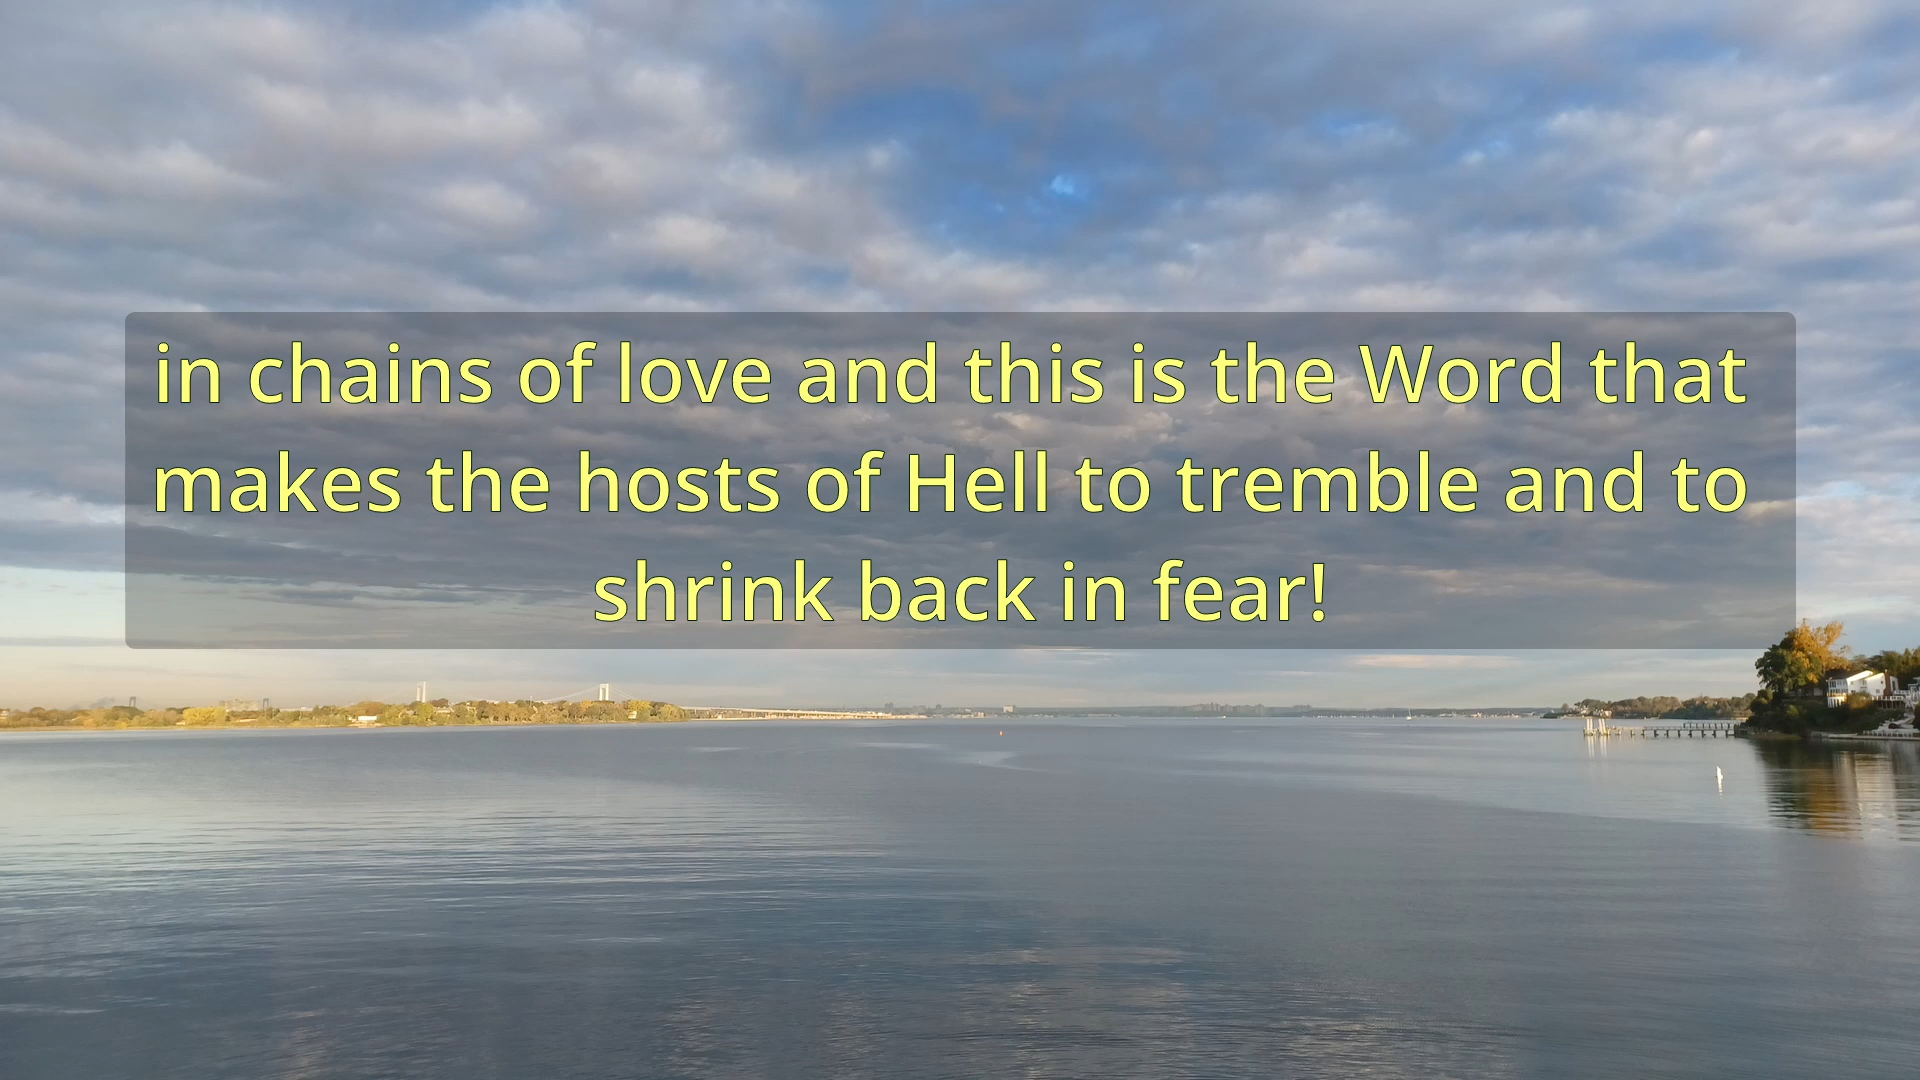 in chains of love and this is the Word that
makes the hosts of Hell to tremble and to
shrink back in fear!